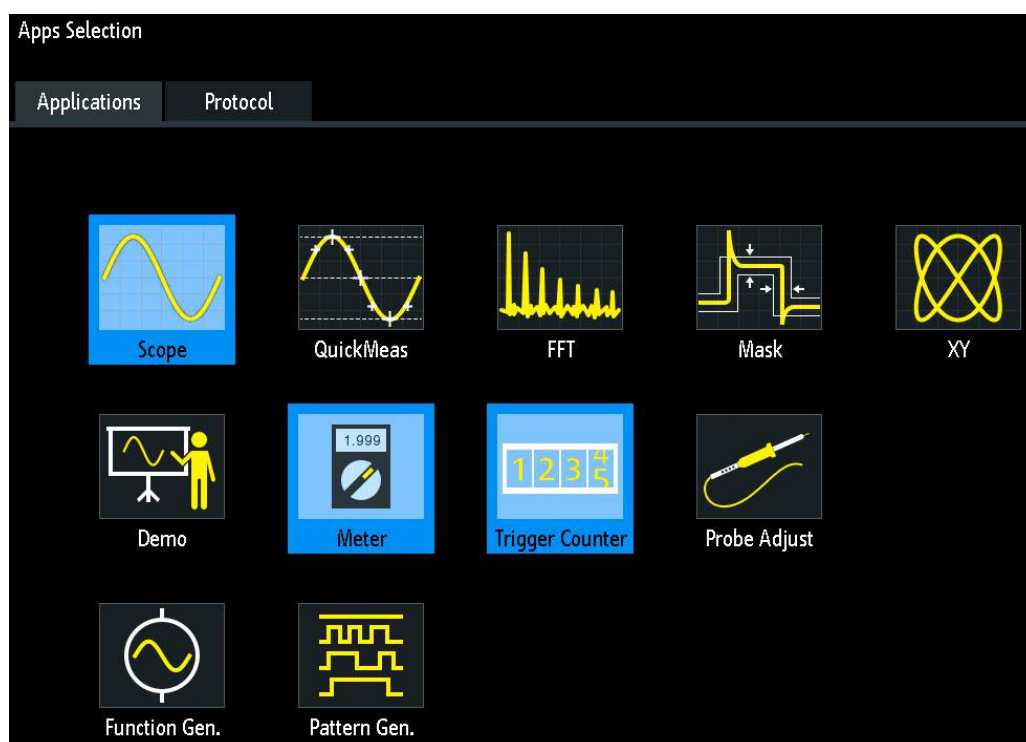 Apps Selection
Applications Protocol
Scope QuickMeas FFT Mask XY
1.999
1 2 3 4
5
Demo Meter Trigger Counter Probe Adjust
Function Gen. Pattern Gen.